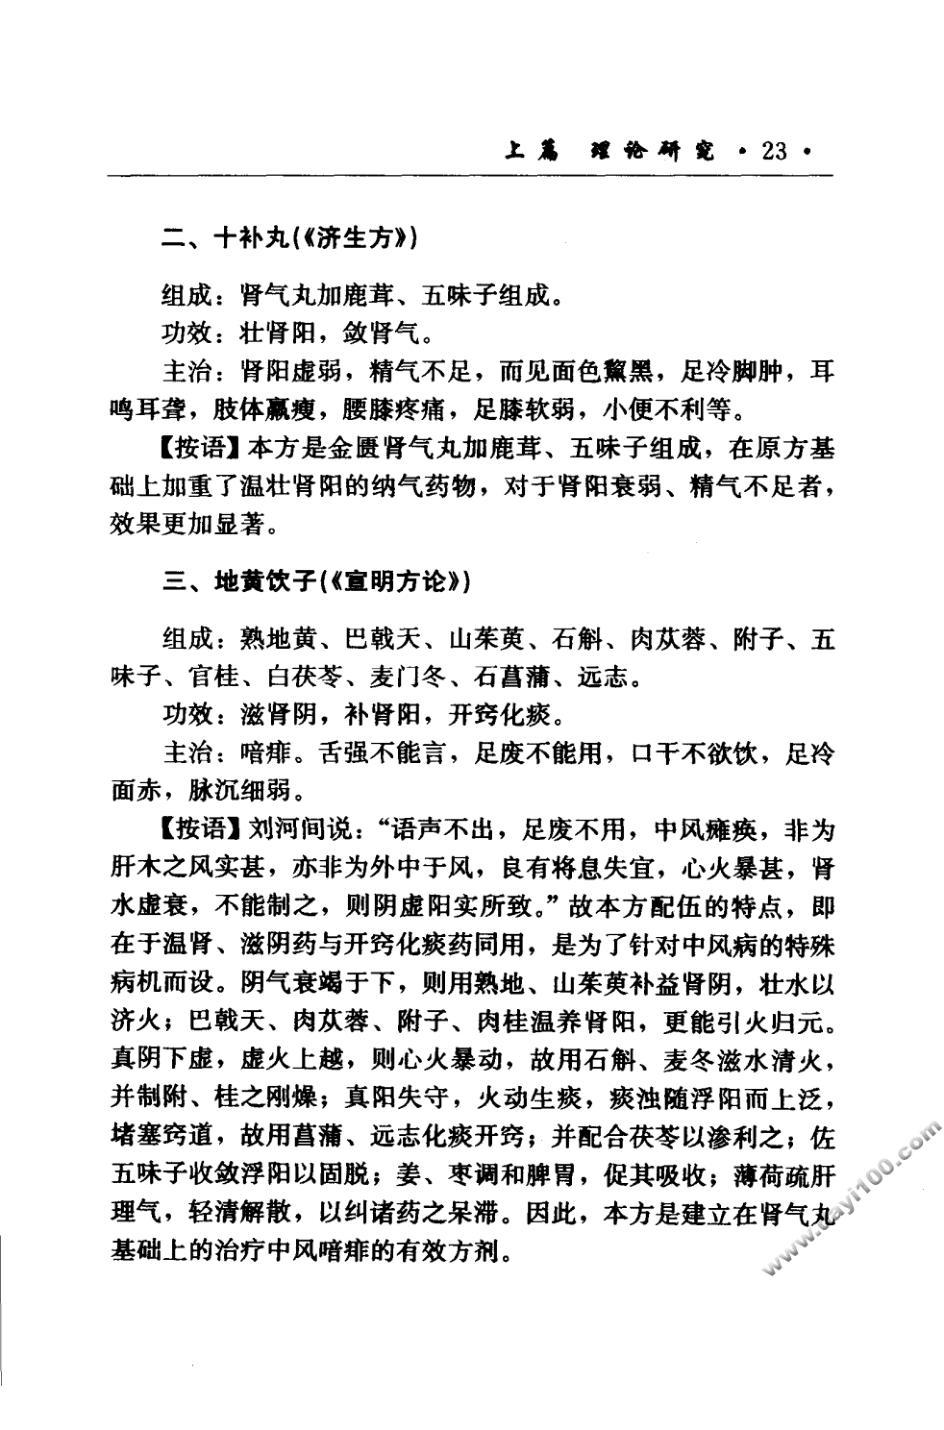 上篇 理论研究 · 23 ·
二、十补丸(《济生方》)
组成：肾气丸加鹿茸、五味子组成。
功效：壮肾阳，敛肾气。
主治：肾阳虚弱，精气不足，而见面色黧黑，足冷脚肿，耳
鸣耳聋，肢体羸瘦，腰膝疼痛，足膝软弱，小便不利等。
【按语】本方是金匮肾气丸加鹿茸、五味子组成，在原方基
础上加重了温壮肾阳的纳气药物，对于肾阳衰弱、精气不足者，
效果更加显著。
三、地黄饮子(《宣明方论》)
组成：熟地黄、巴戟天、山茱萸、石斛、肉苁蓉、附子、五
味子、官桂、白茯苓、麦门冬、石菖蒲、远志。
功效：滋肾阴，补肾阳，开窍化痰。
主治：喑痱。舌强不能言，足废不能用，口干不欲饮，足冷
面赤，脉沉细弱。
【按语】刘河间说：“语声不出，足废不用，中风瘫痪，非为
肝木之风实甚，亦非为外中于风，良有将息失宜，心火暴甚，肾
水虚衰，不能制之，则阴虚阳实所致。”故本方配伍的特点，即
在于温肾、滋阴药与开窍化痰药同用，是为了针对中风病的特殊
病机而设。阴气衰竭于下，则用熟地、山茱萸补益肾阴，壮水以
济火；巴戟天、肉苁蓉、附子、肉桂温养肾阳，更能引火归元。
真阴下虚，虚火上越，则心火暴动，故用石斛、麦冬滋水清火，
并制附、桂之刚燥；真阳失守，火动生痰，痰浊随浮阳而上泛，
堵塞窍道，故用菖蒲、远志化痰开窍；并配合茯苓以渗利之；佐
五味子收敛浮阳以固脱；姜、枣调和脾胃，促其吸收；薄荷疏肝
理气，轻清解散，以纠诸药之呆滞。因此，本方是建立在肾气丸
基础上的治疗中风喑痱的有效方剂。
www.dayi100.com